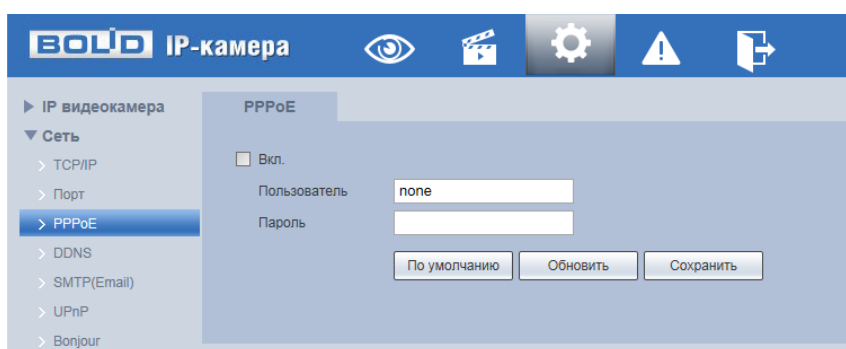 BOLID IP-камера
IP видеокамера
Сеть
TCP/IP
Порт
PPPoE
DDNS
SMTP(Email)
UPnP
Bonjour
PPPoE
Вкл.
Пользователь none
Пароль
По умолчанию Обновить Сохранить